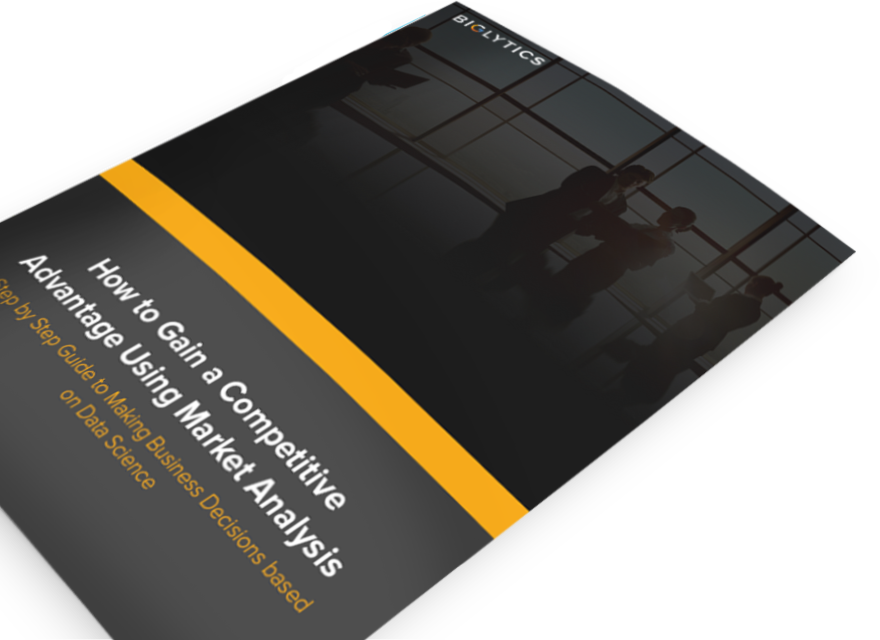 BIGLYTICS
How to Gain a Competitive
Advantage Using Market Analysis
Step by Step Guide to Making Business Decisions based
on Data Science